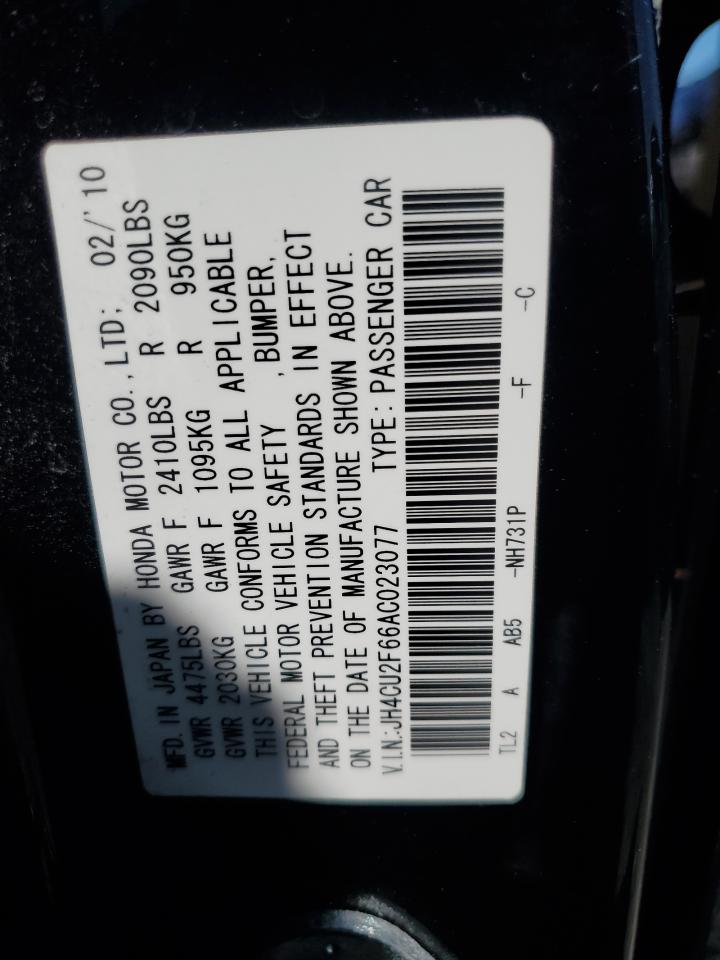 MFD. IN JAPAN BY HONDA MOTOR CO., LTD; 02/'10
GVWR 4475LBS GAWR F 2410LBS R 2090LBS
GVWR 2030KG GAWR F 1095KG R 950KG
THIS VEHICLE CONFORMS TO ALL APPLICABLE
FEDERAL MOTOR VEHICLE SAFETY , BUMPER,
AND THEFT PREVENTION STANDARDS IN EFFECT
ON THE DATE OF MANUFACTURE SHOWN ABOVE.
V.I.N.:JH4CU2F66AC023077 TYPE: PASSENGER CAR
TL2 A AB5 -NH731P -F -C